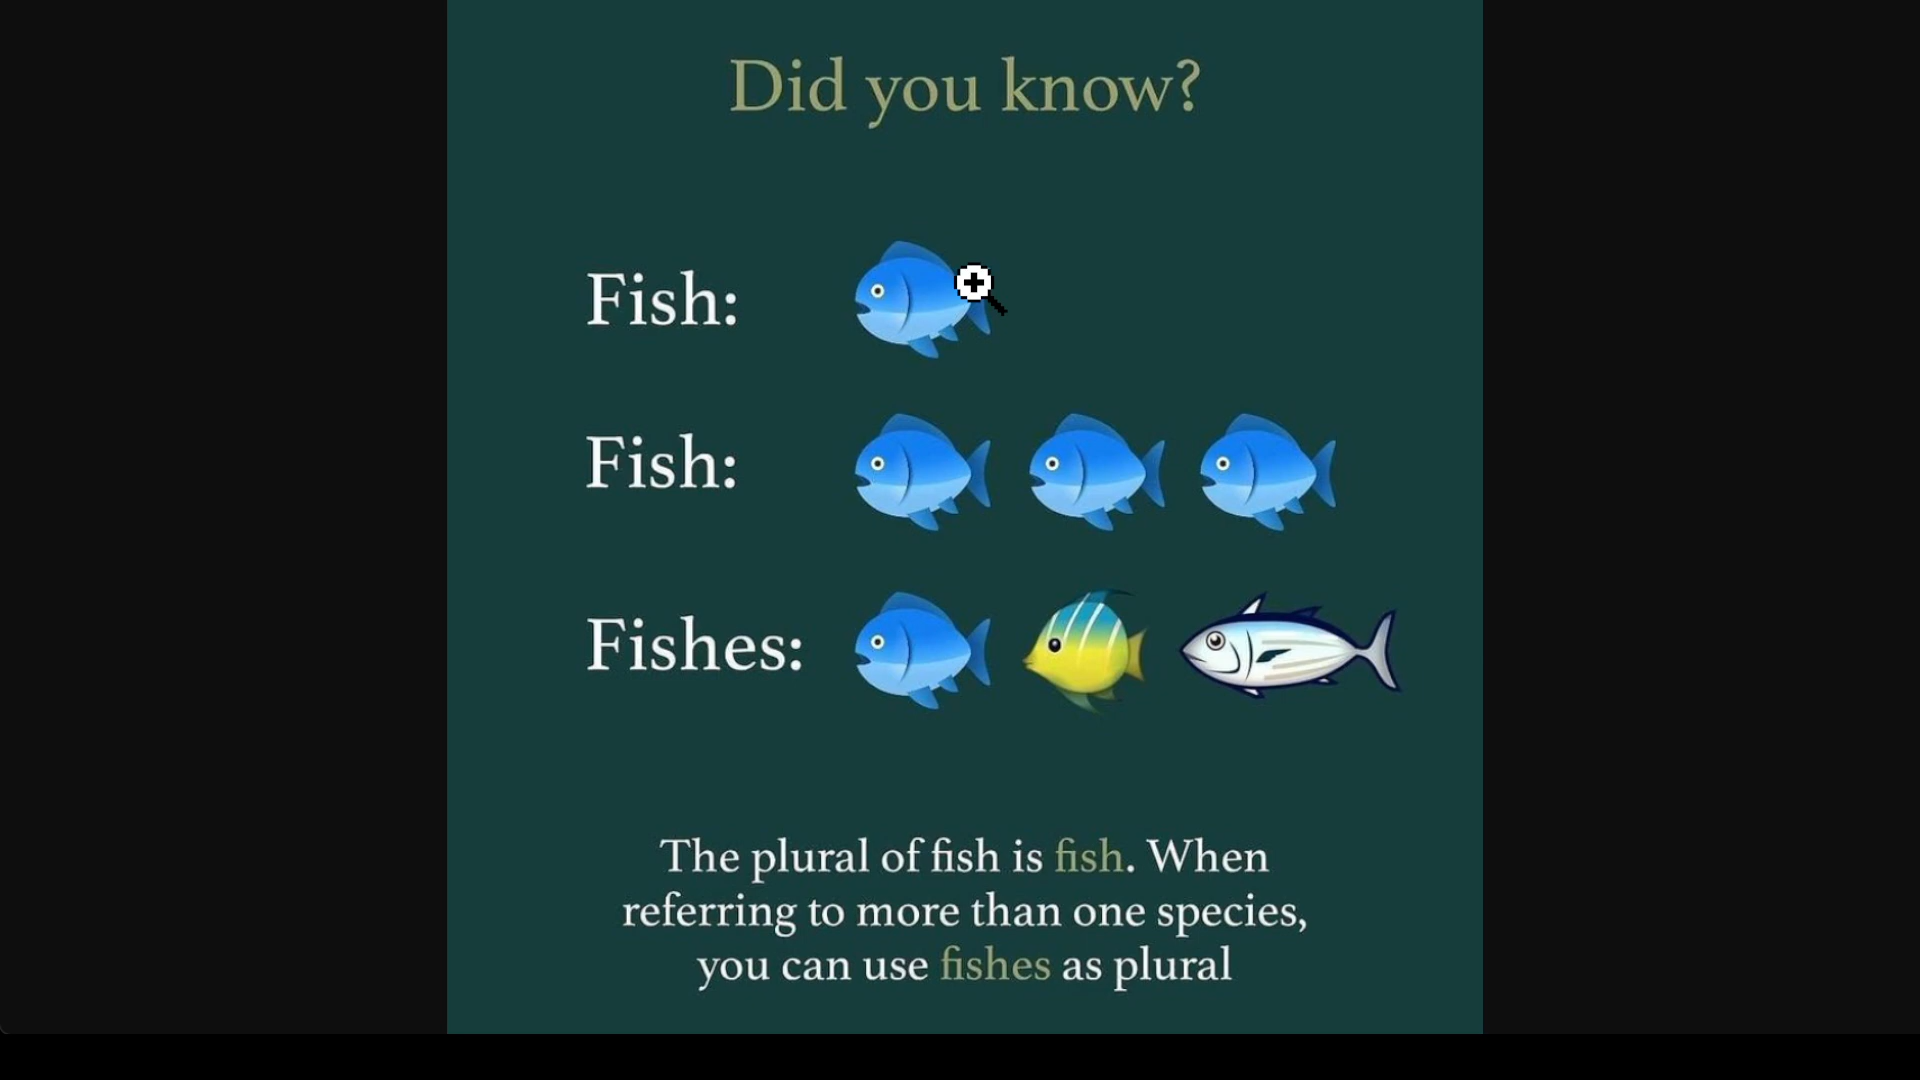 Did you know?
Fish:
Fish:
Fishes:
The plural of fish is fish. When
referring to more than one species,
you can use fishes as plural